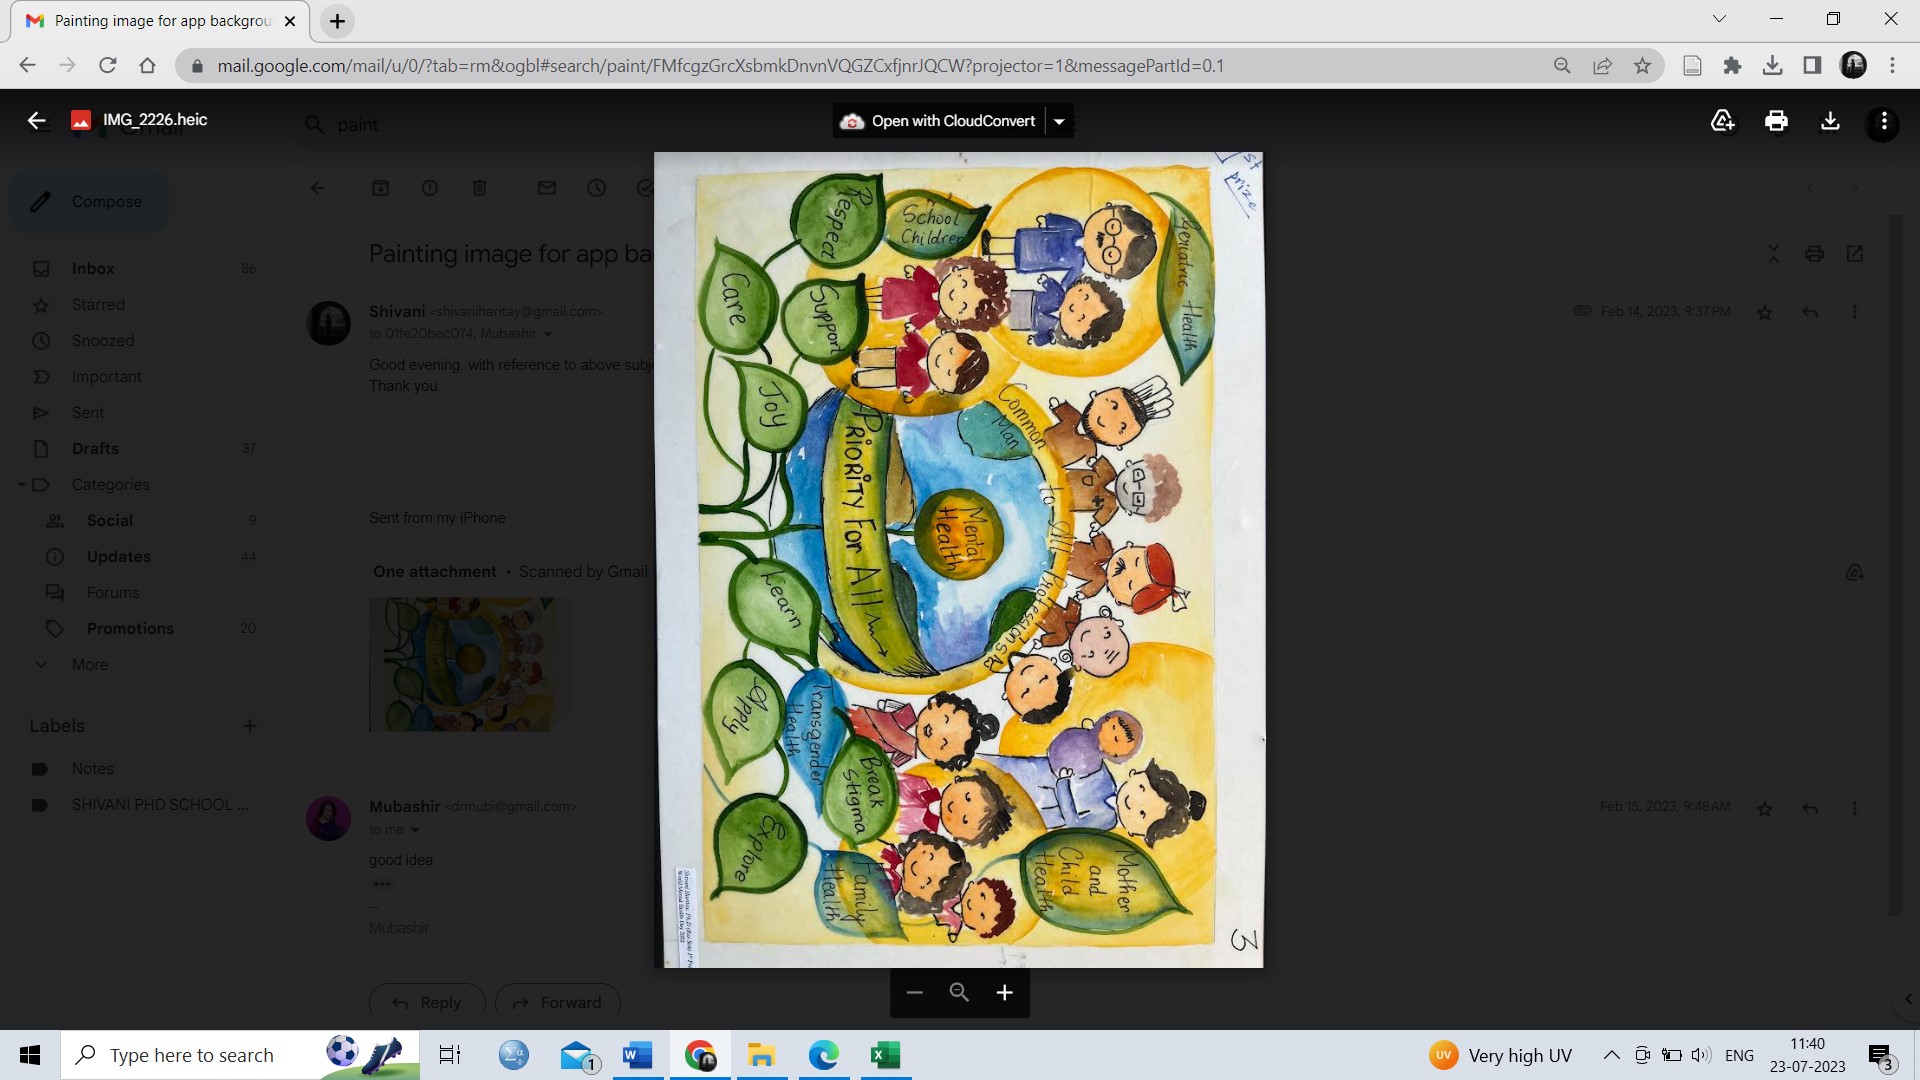 Painting image for app backgrou
mail.google.com/mail/u/0/?tab=rm&ogbl#search/paint/FMfcgzGrcXsbmkDnvnVQGZCxfjnrJQCW?projector=1&messagePartId=0.1
IMG_2226.heic
Gmail
paint
Open with CloudConvert
Compose
Inbox 86
Starred
Snoozed
Important
Sent
Drafts 37
Categories
Social 9
Updates 44
Forums
Promotions 20
More
Labels
Notes
SHIVANI PHD SCHOOL ...
Painting image for app ba
Shivani <shivaniharitay@gmail.com>
Feb 14, 2023, 9:37 PM
to 01fe20bec074, Mubashir
Good evening, with reference to above subj
Thank you
Sent from my iPhone
One attachment • Scanned by Gmail
Mubashir <drmubi@gmail.com>
Feb 15, 2023, 9:48 AM
to me
good idea
...
--
Mubashir
Reply
Forward
1st
prize
3
Geriatric Health
School
Children
Respect
Care
Support
Joy
Common
Man
to all Professions
Mental
Health
PRIORITY FOR All
Learn
Apply
Explore
Transgender
Health
Break
Stigma
Family
Health
Mother
and
Child
Health
Type here to search
1
UV
Very high UV
ENG
11:40
23-07-2023
3